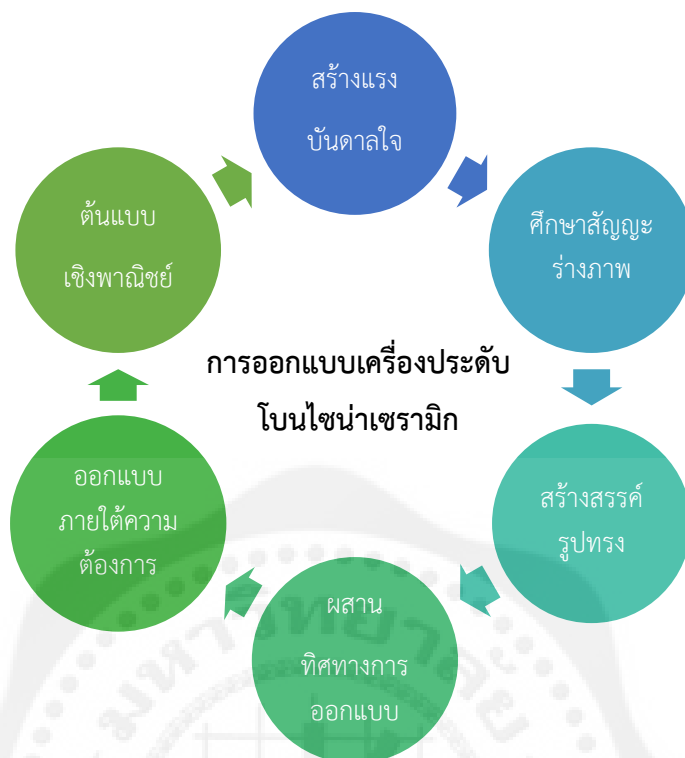 สร้างแรง
บันดาลใจ
ศึกษาสัญญะ
ร่างภาพ
สร้างสรรค์
รูปทรง
ผสาน
ทิศทางการ
ออกแบบ
ออกแบบ
ภายใต้ความ
ต้องการ
ต้นแบบ
เชิงพาณิชย์
การออกแบบเครื่องประดับ
โบนไชน่าเซรามิก